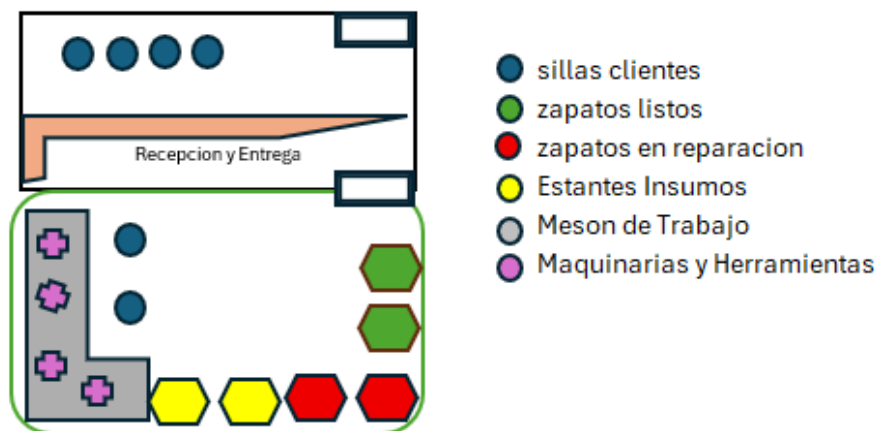 Recepcion y Entrega
sillas clientes
zapatos listos
zapatos en reparacion
Estantes Insumos
Meson de Trabajo
Maquinarias y Herramientas